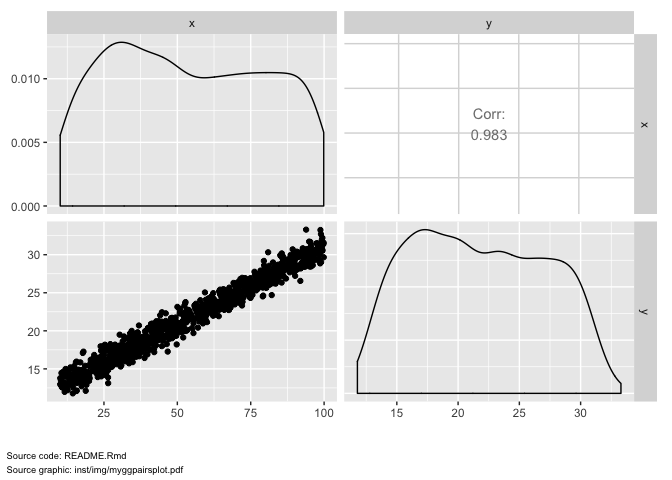 x
y
0.010
0.005
0.000
Corr:
0.983
x
30
25
20
15
y
25
50
75
100
15
20
25
30
Source code: README.Rmd
Source graphic: inst/img/myggpairsplot.pdf